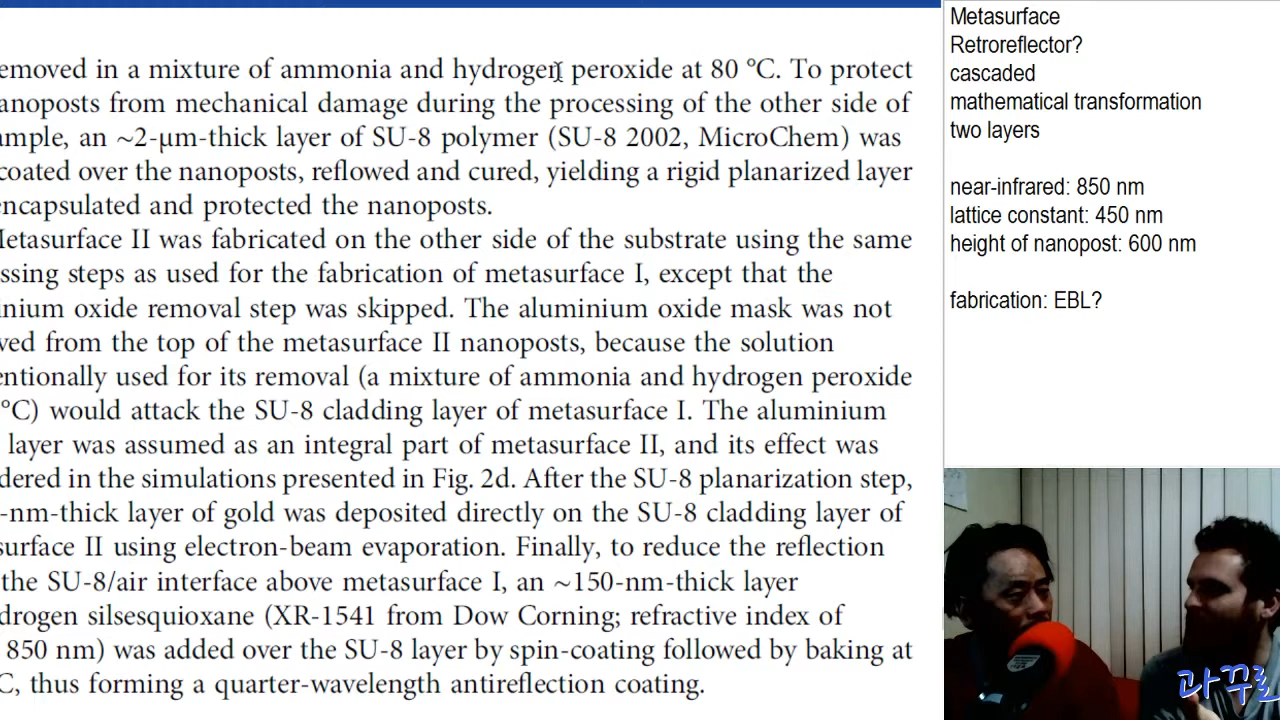 emoved in a mixture of ammonia and hydrogen peroxide at 80 °C. To protect
anoposts from mechanical damage during the processing of the other side of
ample, an ~2-μm-thick layer of SU-8 polymer (SU-8 2002, MicroChem) was
coated over the nanoposts, reflowed and cured, yielding a rigid planarized layer
encapsulated and protected the nanoposts.
Metasurface II was fabricated on the other side of the substrate using the same
ssing steps as used for the fabrication of metasurface I, except that the
inium oxide removal step was skipped. The aluminium oxide mask was not
ved from the top of the metasurface II nanoposts, because the solution
entionally used for its removal (a mixture of ammonia and hydrogen peroxide
°C) would attack the SU-8 cladding layer of metasurface I. The aluminium
layer was assumed as an integral part of metasurface II, and its effect was
dered in the simulations presented in Fig. 2d. After the SU-8 planarization step,
-nm-thick layer of gold was deposited directly on the SU-8 cladding layer of
surface II using electron-beam evaporation. Finally, to reduce the reflection
the SU-8/air interface above metasurface I, an ~150-nm-thick layer
drogen silsesquioxane (XR-1541 from Dow Corning; refractive index of
850 nm) was added over the SU-8 layer by spin-coating followed by baking at
C, thus forming a quarter-wavelength antireflection coating.
Metasurface
Retroreflector?
cascaded
mathematical transformation
two layers
near-infrared: 850 nm
lattice constant: 450 nm
height of nanopost: 600 nm
fabrication: EBL?
과꾸로